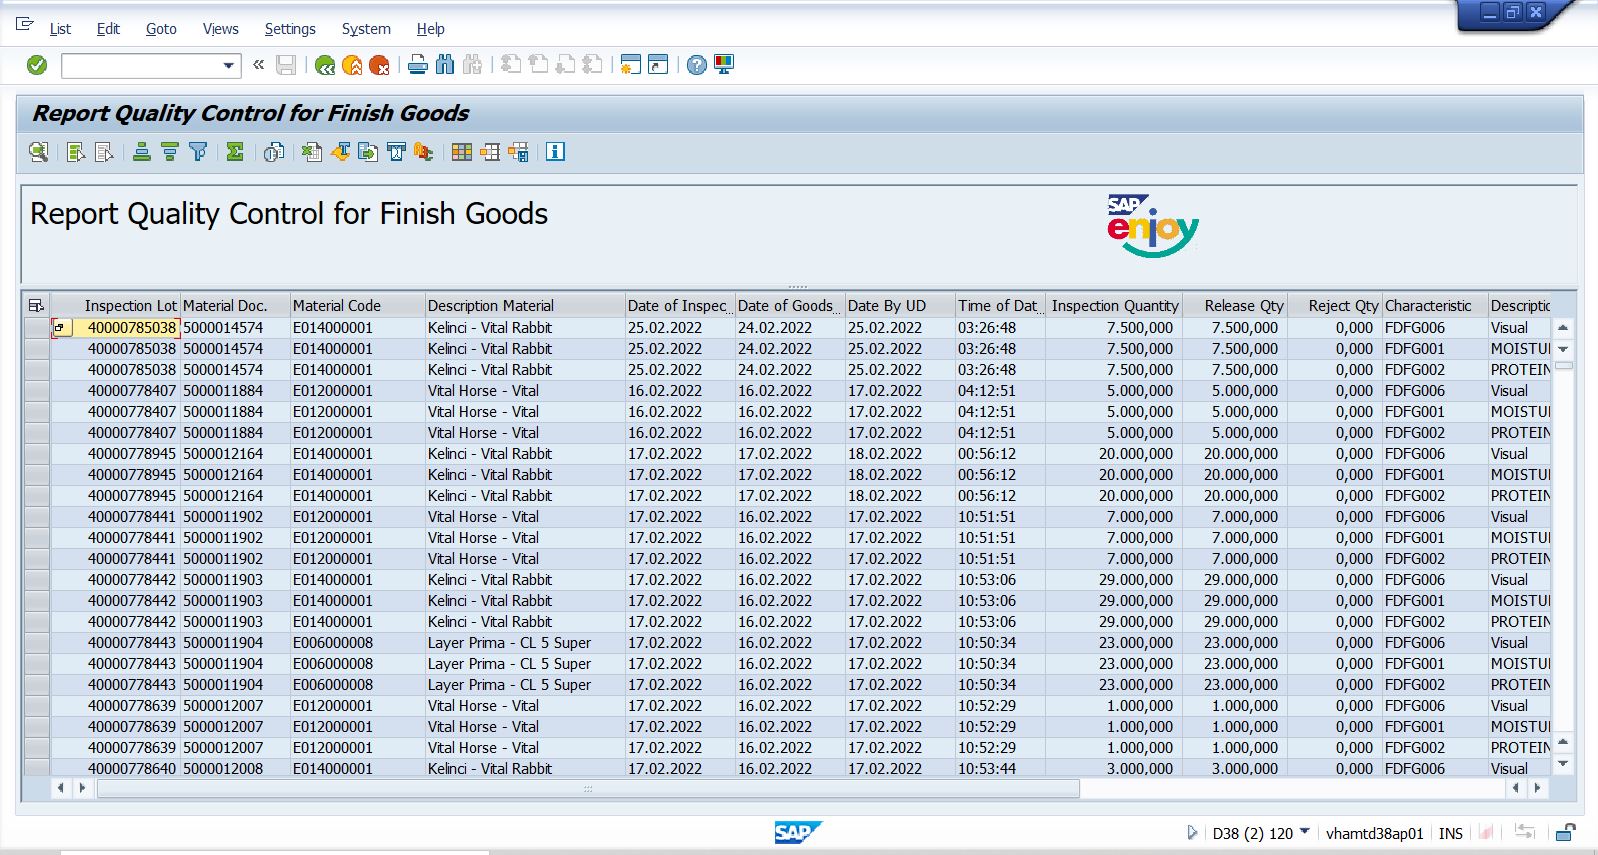 List Edit Goto Views Settings System Help
Report Quality Control for Finish Goods
Report Quality Control for Finish Goods
SAP enjoy
Inspection Lot Material Doc. Material Code Description Material Date of Inspec... Date of Goods... Date By UD Time of Dat... Inspection Quantity Release Qty Reject Qty Characteristic Descriptic
40000785038 5000014574 E014000001 Kelinci - Vital Rabbit 25.02.2022 24.02.2022 25.02.2022 03:26:48 7.500,000 7.500,000 0,000 FDFG006 Visual
40000785038 5000014574 E014000001 Kelinci - Vital Rabbit 25.02.2022 24.02.2022 25.02.2022 03:26:48 7.500,000 7.500,000 0,000 FDFG001 MOISTU
40000785038 5000014574 E014000001 Kelinci - Vital Rabbit 25.02.2022 24.02.2022 25.02.2022 03:26:48 7.500,000 7.500,000 0,000 FDFG002 PROTEIN
40000778407 5000011884 E012000001 Vital Horse - Vital 16.02.2022 16.02.2022 17.02.2022 04:12:51 5.000,000 5.000,000 0,000 FDFG006 Visual
40000778407 5000011884 E012000001 Vital Horse - Vital 16.02.2022 16.02.2022 17.02.2022 04:12:51 5.000,000 5.000,000 0,000 FDFG001 MOISTU
40000778407 5000011884 E012000001 Vital Horse - Vital 16.02.2022 16.02.2022 17.02.2022 04:12:51 5.000,000 5.000,000 0,000 FDFG002 PROTEIN
40000778945 5000012164 E014000001 Kelinci - Vital Rabbit 17.02.2022 17.02.2022 18.02.2022 00:56:12 20.000,000 20.000,000 0,000 FDFG006 Visual
40000778945 5000012164 E014000001 Kelinci - Vital Rabbit 17.02.2022 17.02.2022 18.02.2022 00:56:12 20.000,000 20.000,000 0,000 FDFG001 MOISTU
40000778945 5000012164 E014000001 Kelinci - Vital Rabbit 17.02.2022 17.02.2022 18.02.2022 00:56:12 20.000,000 20.000,000 0,000 FDFG002 PROTEIN
40000778441 5000011902 E012000001 Vital Horse - Vital 17.02.2022 16.02.2022 17.02.2022 10:51:51 7.000,000 7.000,000 0,000 FDFG006 Visual
40000778441 5000011902 E012000001 Vital Horse - Vital 17.02.2022 16.02.2022 17.02.2022 10:51:51 7.000,000 7.000,000 0,000 FDFG001 MOISTU
40000778441 5000011902 E012000001 Vital Horse - Vital 17.02.2022 16.02.2022 17.02.2022 10:51:51 7.000,000 7.000,000 0,000 FDFG002 PROTEIN
40000778442 5000011903 E014000001 Kelinci - Vital Rabbit 17.02.2022 16.02.2022 17.02.2022 10:53:06 29.000,000 29.000,000 0,000 FDFG006 Visual
40000778442 5000011903 E014000001 Kelinci - Vital Rabbit 17.02.2022 16.02.2022 17.02.2022 10:53:06 29.000,000 29.000,000 0,000 FDFG001 MOISTU
40000778442 5000011903 E014000001 Kelinci - Vital Rabbit 17.02.2022 16.02.2022 17.02.2022 10:53:06 29.000,000 29.000,000 0,000 FDFG002 PROTEIN
40000778443 5000011904 E006000008 Layer Prima - CL 5 Super 17.02.2022 16.02.2022 17.02.2022 10:50:34 23.000,000 23.000,000 0,000 FDFG006 Visual
40000778443 5000011904 E006000008 Layer Prima - CL 5 Super 17.02.2022 16.02.2022 17.02.2022 10:50:34 23.000,000 23.000,000 0,000 FDFG001 MOISTU
40000778443 5000011904 E006000008 Layer Prima - CL 5 Super 17.02.2022 16.02.2022 17.02.2022 10:50:34 23.000,000 23.000,000 0,000 FDFG002 PROTEIN
40000778639 5000012007 E012000001 Vital Horse - Vital 17.02.2022 16.02.2022 17.02.2022 10:52:29 1.000,000 1.000,000 0,000 FDFG006 Visual
40000778639 5000012007 E012000001 Vital Horse - Vital 17.02.2022 16.02.2022 17.02.2022 10:52:29 1.000,000 1.000,000 0,000 FDFG001 MOISTU
40000778639 5000012007 E012000001 Vital Horse - Vital 17.02.2022 16.02.2022 17.02.2022 10:52:29 1.000,000 1.000,000 0,000 FDFG002 PROTEIN
40000778640 5000012008 E014000001 Kelinci - Vital Rabbit 17.02.2022 16.02.2022 17.02.2022 10:53:44 3.000,000 3.000,000 0,000 FDFG006 Visual
SAP D38 (2) 120 vhamtd38ap01 INS